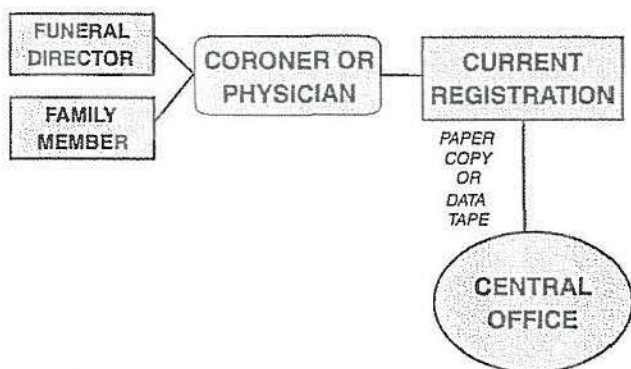 FUNERAL
DIRECTOR
FAMILY
MEMBER
CORONER OR
PHYSICIAN
CURRENT
REGISTRATION
PAPER
COPY
OR
DATA
TAPE
CENTRAL
OFFICE